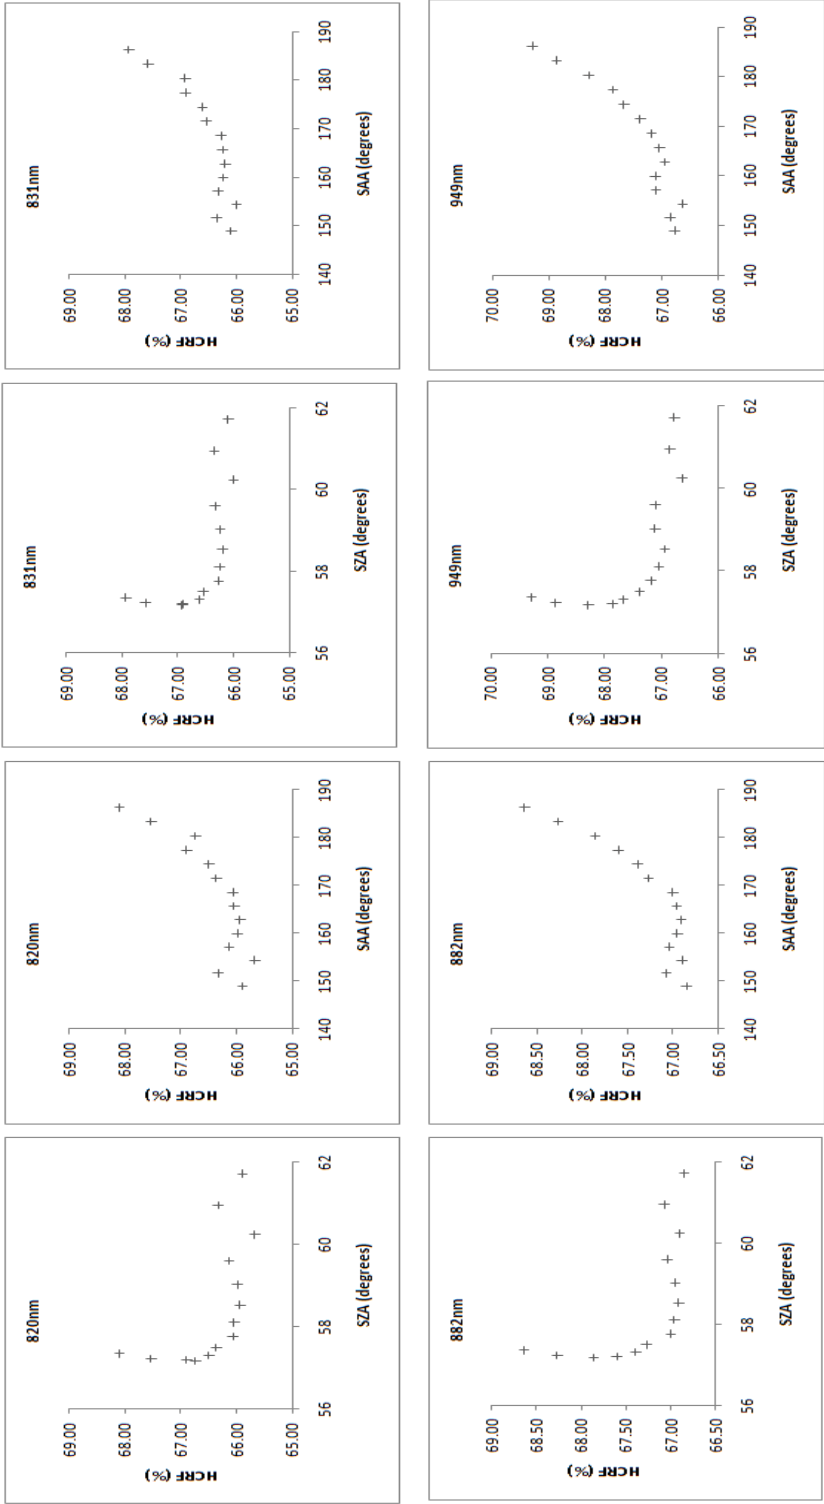 820nm
69.00
68.00
67.00
66.00
65.00
HCRF (%)
56 58 60 62
SZA (degrees)
820nm
69.00
68.00
67.00
66.00
65.00
HCRF (%)
140 150 160 170 180 190
SAA (degrees)
831nm
69.00
68.00
67.00
66.00
65.00
HCRF (%)
56 58 60 62
SZA (degrees)
831nm
69.00
68.00
67.00
66.00
65.00
HCRF (%)
140 150 160 170 180 190
SAA (degrees)
882nm
69.00
68.50
68.00
67.50
67.00
66.50
HCRF (%)
56 58 60 62
SZA (degrees)
882nm
69.00
68.50
68.00
67.50
67.00
66.50
HCRF (%)
140 150 160 170 180 190
SAA (degrees)
949nm
70.00
69.00
68.00
67.00
66.00
HCRF (%)
56 58 60 62
SZA (degrees)
949nm
70.00
69.00
68.00
67.00
66.00
HCRF (%)
140 150 160 170 180 190
SAA (degrees)